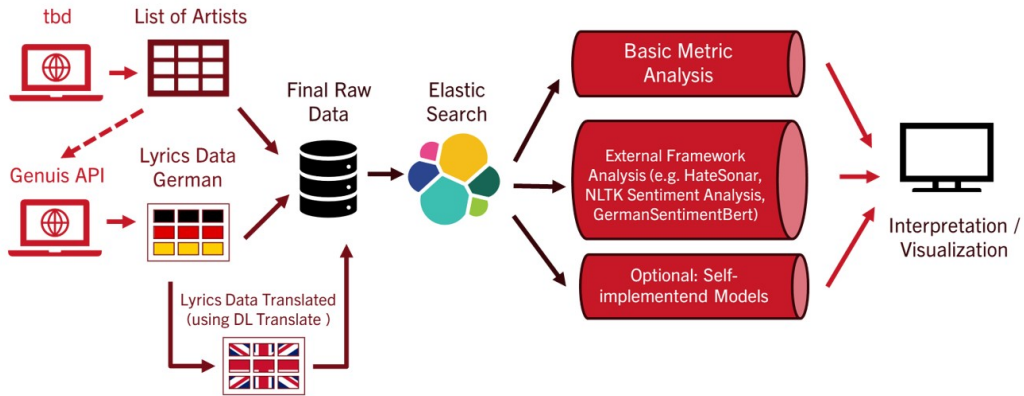 tbd
List of Artists
Genuis API
Lyrics Data
German
Lyrics Data Translated
(using DL Translate )
Final Raw
Data
Elastic
Search
Basic Metric
Analysis
External Framework
Analysis (e.g. HateSonar,
NLTK Sentiment Analysis,
GermanSentimentBert)
Optional: Self-
implementend Models
Interpretation /
Visualization